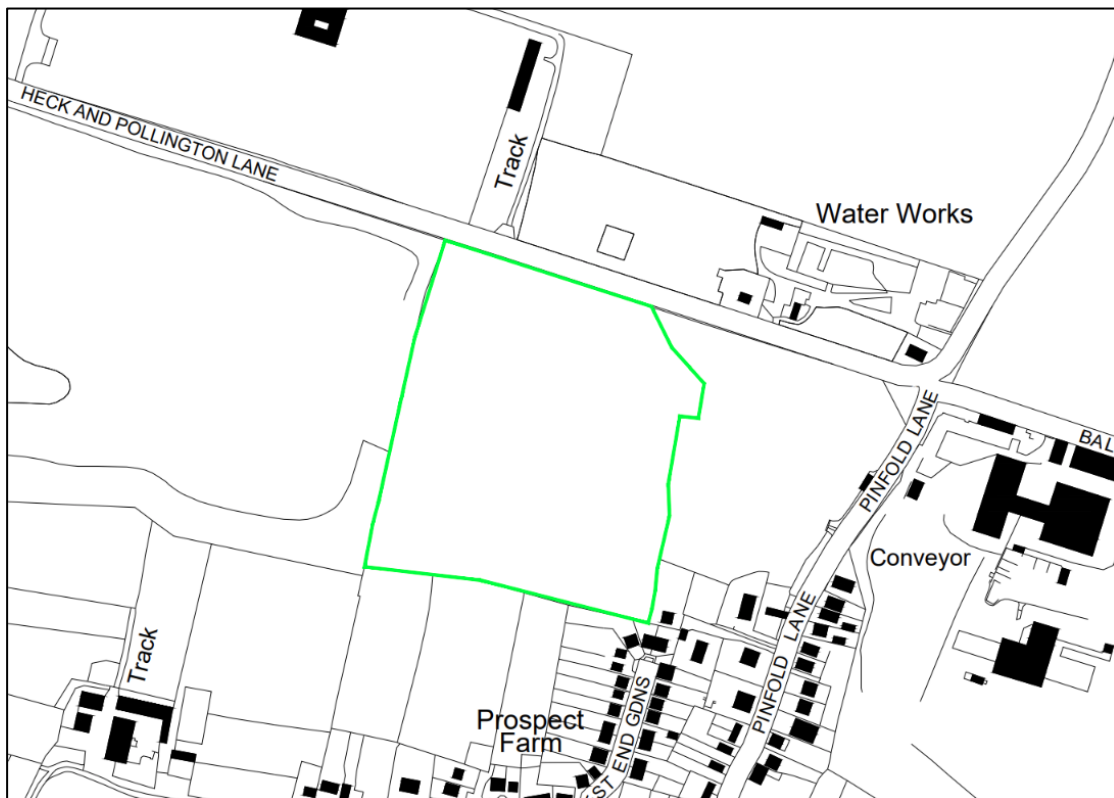 HECK AND POLLINGTON LANE
Track
Water Works
PINFOLD LANE
BAL
Conveyor
PINFOLD LANE
Track
Prospect
Farm
ST END GDNS